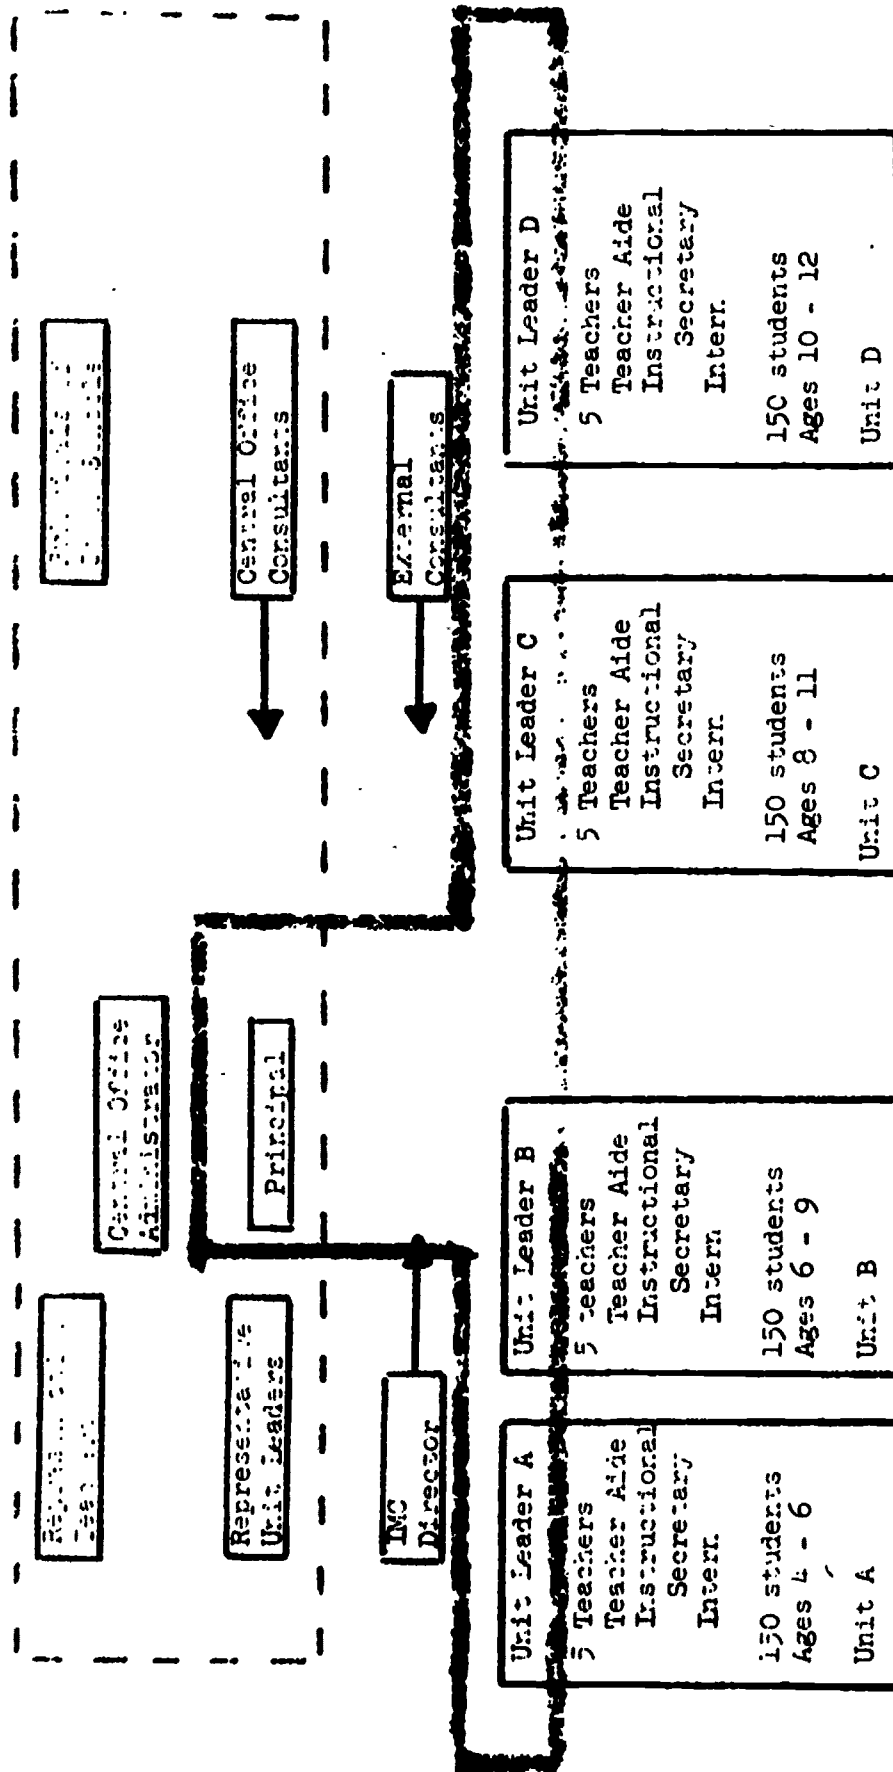 Central Office
Administrator
Central Office
Consultants
Representative
Unit Leaders
Principal
IMC
Director
External
Consultants
Unit Leader A
5 Teachers
Teacher Aide
Instructional
Secretary
Intern
150 students
Ages 4 - 6
Unit A
Unit Leader B
5 teachers
Teacher Aide
Instructional
Secretary
Intern
150 students
Ages 6 - 9
Unit B
Unit Leader C
5 Teachers
Teacher Aide
Instructional
Secretary
Intern
150 students
Ages 8 - 11
Unit C
Unit Leader D
5 Teachers
Teacher Aide
Instructional
Secretary
Intern
150 students
Ages 10 - 12
Unit D